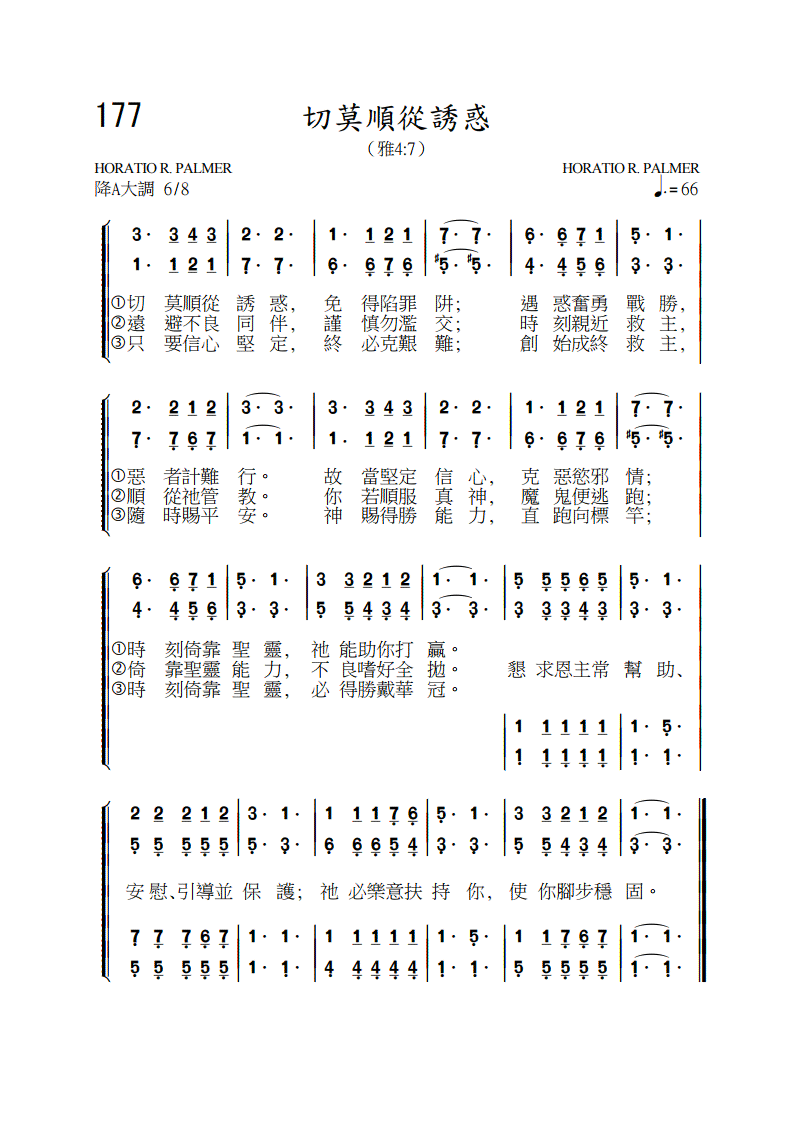 177
切莫順從誘惑
（雅4:7）
HORATIO R. PALMER HORATIO R. PALMER
降A大調 6/8 ♩.=66
3· 3 4 3 | 2· 2· | 1· 1 2 1 | 7· 7· | 6· 6 7 1 | 5· 1·
1· 1 2 1 | 7· 7· | 6· 6 7 6 | #5· #5· | 4· 4 5 6 | 3· 3·
①切 莫順從 誘 惑， 免 得陷罪 阱； 遇 惑奮勇 戰 勝，
②遠 避不良 同 伴， 謹 慎勿濫 交； 時 刻親近 救 主，
③只 要信心 堅 定， 終 必克艱 難； 創 始成終 救 主，
2· 2 1 2 | 3· 3· | 3· 3 4 3 | 2· 2· | 1· 1 2 1 | 7· 7·
7· 7 6 7 | 1· 1· | 1· 1 2 1 | 7· 7· | 6· 6 7 6 | #5· #5·
①惡 者計難 行。 故 當堅定 信 心， 克 惡慾邪 情；
②順 從祂管 教。 你 若順服 真 神， 魔 鬼便逃 跑；
③隨 時賜平 安。 神 賜得勝 能 力， 直 跑向標 竿；
6· 6 7 1 | 5· 1· | 3 3 2 1 2 | 1· 1· | 5 5 5 6 5 | 5· 5·
4· 4 5 6 | 3· 3· | 5 5 4 3 4 | 3· 3· | 3 3 3 4 3 | 3· 3·
①時 刻倚靠 聖 靈， 祂 能助你打 贏。
②倚 靠聖靈 能 力， 不 良嗜好全 拋。 懇 求恩主常 幫 助、
③時 刻倚靠 聖 靈， 必 得勝戴華 冠。
1 1 1 1 1 | 1· 5·
1 1 1 1 1 | 1· 1·
2 2 2 1 2 | 3· 1· | 1 1 1 7 6 | 5· 1· | 3 3 2 1 2 | 1· 1·
5 5 5 5 5 | 5· 3· | 6 6 6 5 4 | 3· 3· | 5 5 4 3 4 | 3· 3·
安 慰、引導並 保 護； 祂 必樂意扶 持 你， 使 你腳步穩 固。
7 7 7 6 7 | 1· 1· | 1 1 1 1 1 | 1· 5· | 1 1 7 6 7 | 1· 1·
5 5 5 5 5 | 1· 1· | 4 4 4 4 4 | 1· 1· | 5 5 5 5 5 | 1· 1·